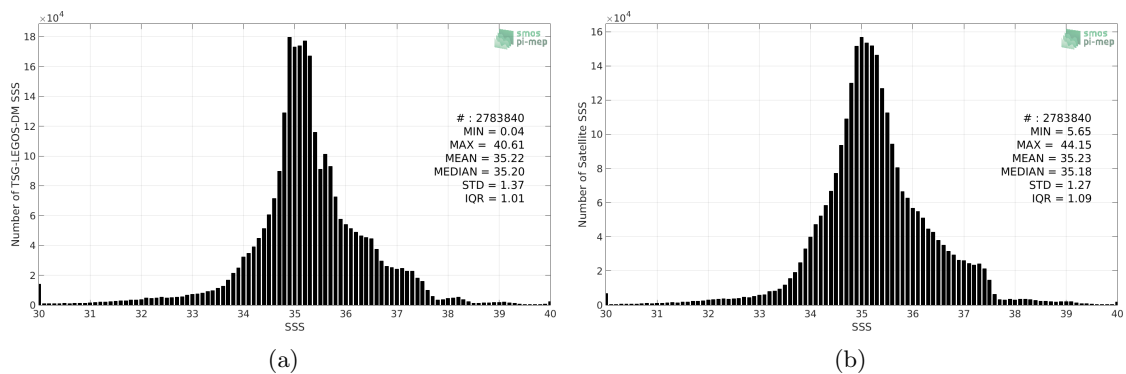 ×10⁴
18
16
14
12
10
8
6
4
2
0
Number of TSG-LEGOS-DM SSS
30 31 32 33 34 35 36 37 38 39 40
SSS
smos
pi-mep
# : 2783840
MIN = 0.04
MAX = 40.61
MEAN = 35.22
MEDIAN = 35.20
STD = 1.37
IQR = 1.01
(a)
×10⁴
16
14
12
10
8
6
4
2
0
Number of Satellite SSS
30 31 32 33 34 35 36 37 38 39 40
SSS
smos
pi-mep
# : 2783840
MIN = 5.65
MAX = 44.15
MEAN = 35.23
MEDIAN = 35.18
STD = 1.27
IQR = 1.09
(b)